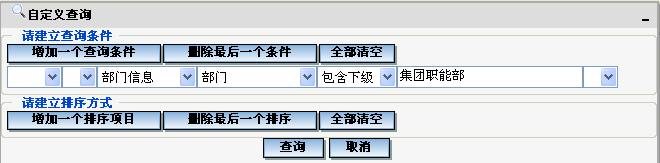 自定义查询
请建立查询条件
增加一个查询条件 删除最后一个条件 全部清空
部门信息 部门 包含下级 集团职能部
请建立排序方式
增加一个排序项目 删除最后一个排序 全部清空
查询 取消